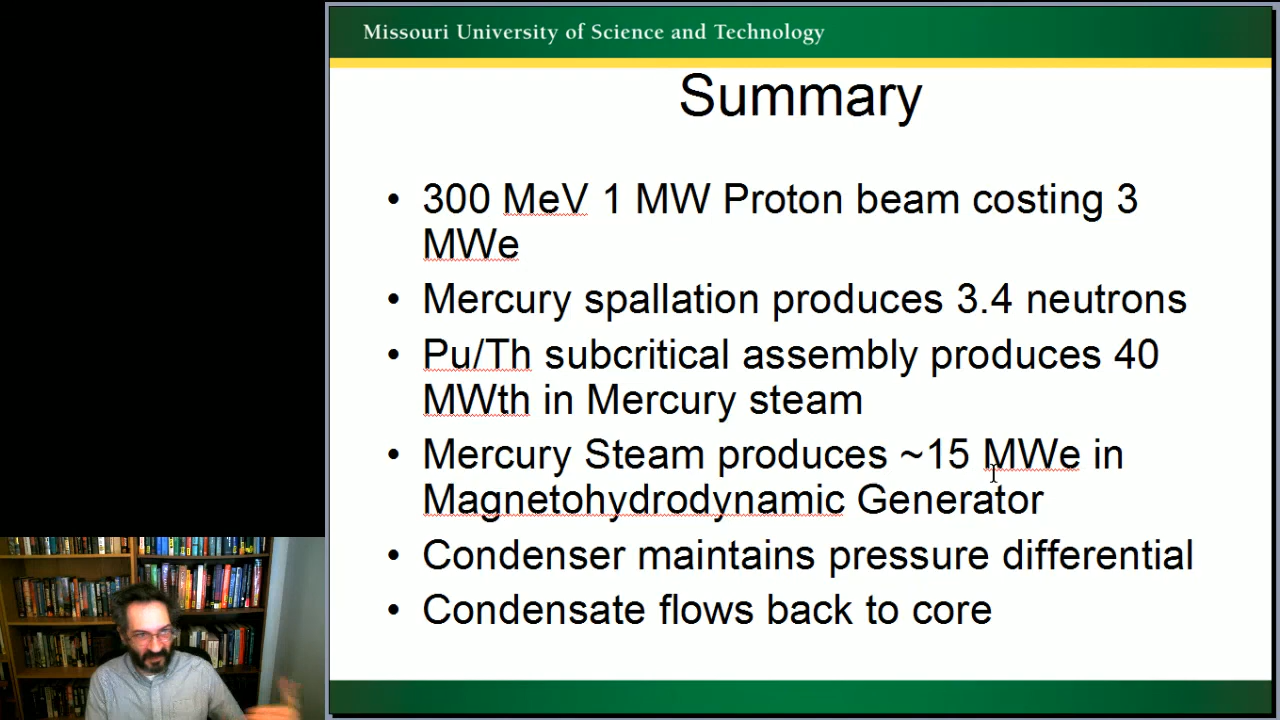 Missouri University of Science and Technology
Summary
• 300 MeV 1 MW Proton beam costing 3
MWe
• Mercury spallation produces 3.4 neutrons
• Pu/Th subcritical assembly produces 40
MWth in Mercury steam
• Mercury Steam produces ~15 MWe in
Magnetohydrodynamic Generator
• Condenser maintains pressure differential
• Condensate flows back to core